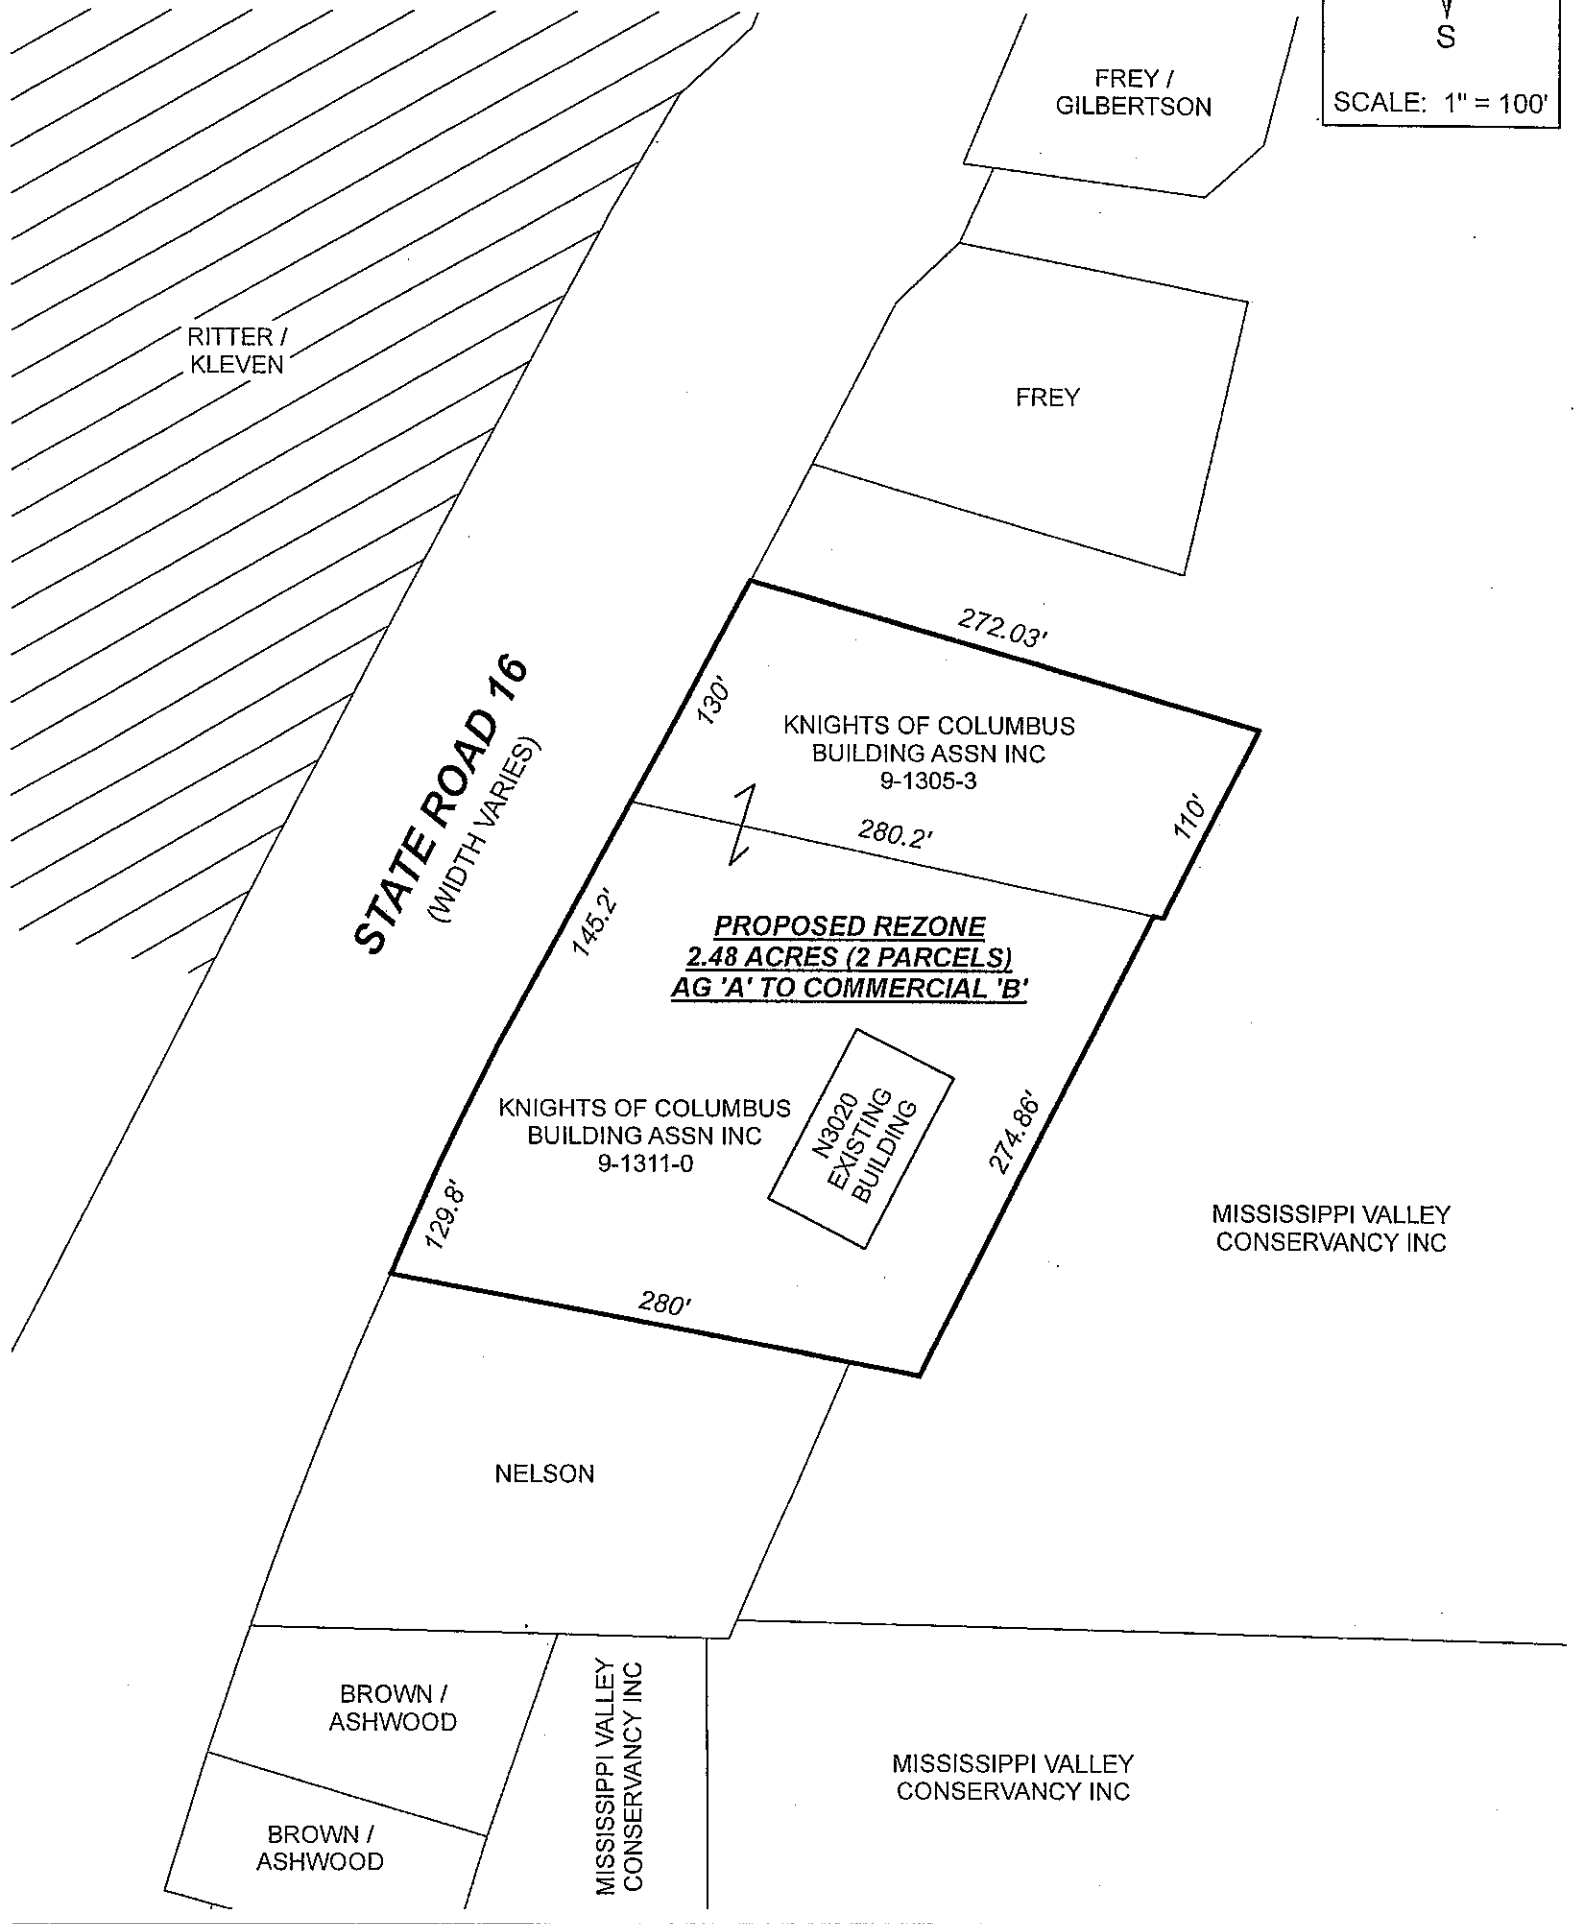 S
SCALE: 1" = 100'
FREY /
GILBERTSON
RITTER /
KLEVEN
FREY
272.03'
130'
KNIGHTS OF COLUMBUS
BUILDING ASSN INC
9-1305-3
110'
280.2'
STATE ROAD 16
(WIDTH VARIES)
145.2'
PROPOSED REZONE
2.48 ACRES (2 PARCELS)
AG 'A' TO COMMERCIAL 'B'
KNIGHTS OF COLUMBUS
BUILDING ASSN INC
9-1311-0
N3020
EXISTING
BUILDING
274.86'
129.8'
280'
MISSISSIPPI VALLEY
CONSERVANCY INC
NELSON
BROWN /
ASHWOOD
MISSISSIPPI VALLEY
CONSERVANCY INC
MISSISSIPPI VALLEY
CONSERVANCY INC
BROWN /
ASHWOOD